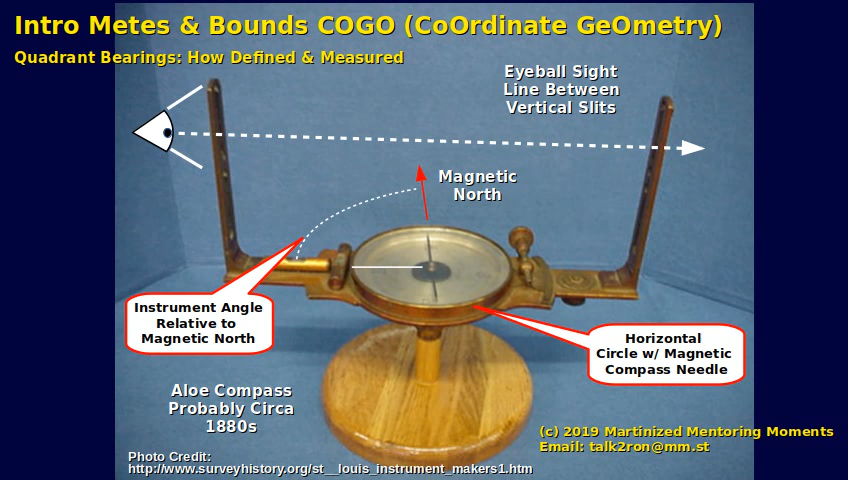 Intro Metes & Bounds COGO (CoOrdinate GeOmetry)
Quadrant Bearings: How Defined & Measured
Eyeball Sight
Line Between
Vertical Slits
Magnetic
North
Instrument Angle
Relative to
Magnetic North
Horizontal
Circle w/ Magnetic
Compass Needle
Aloe Compass
Probably Circa
1880s
(c) 2019 Martinized Mentoring Moments
Email: talk2ron@mm.st
Photo Credit:
http://www.surveyhistory.org/st__louis_instrument_makers1.htm